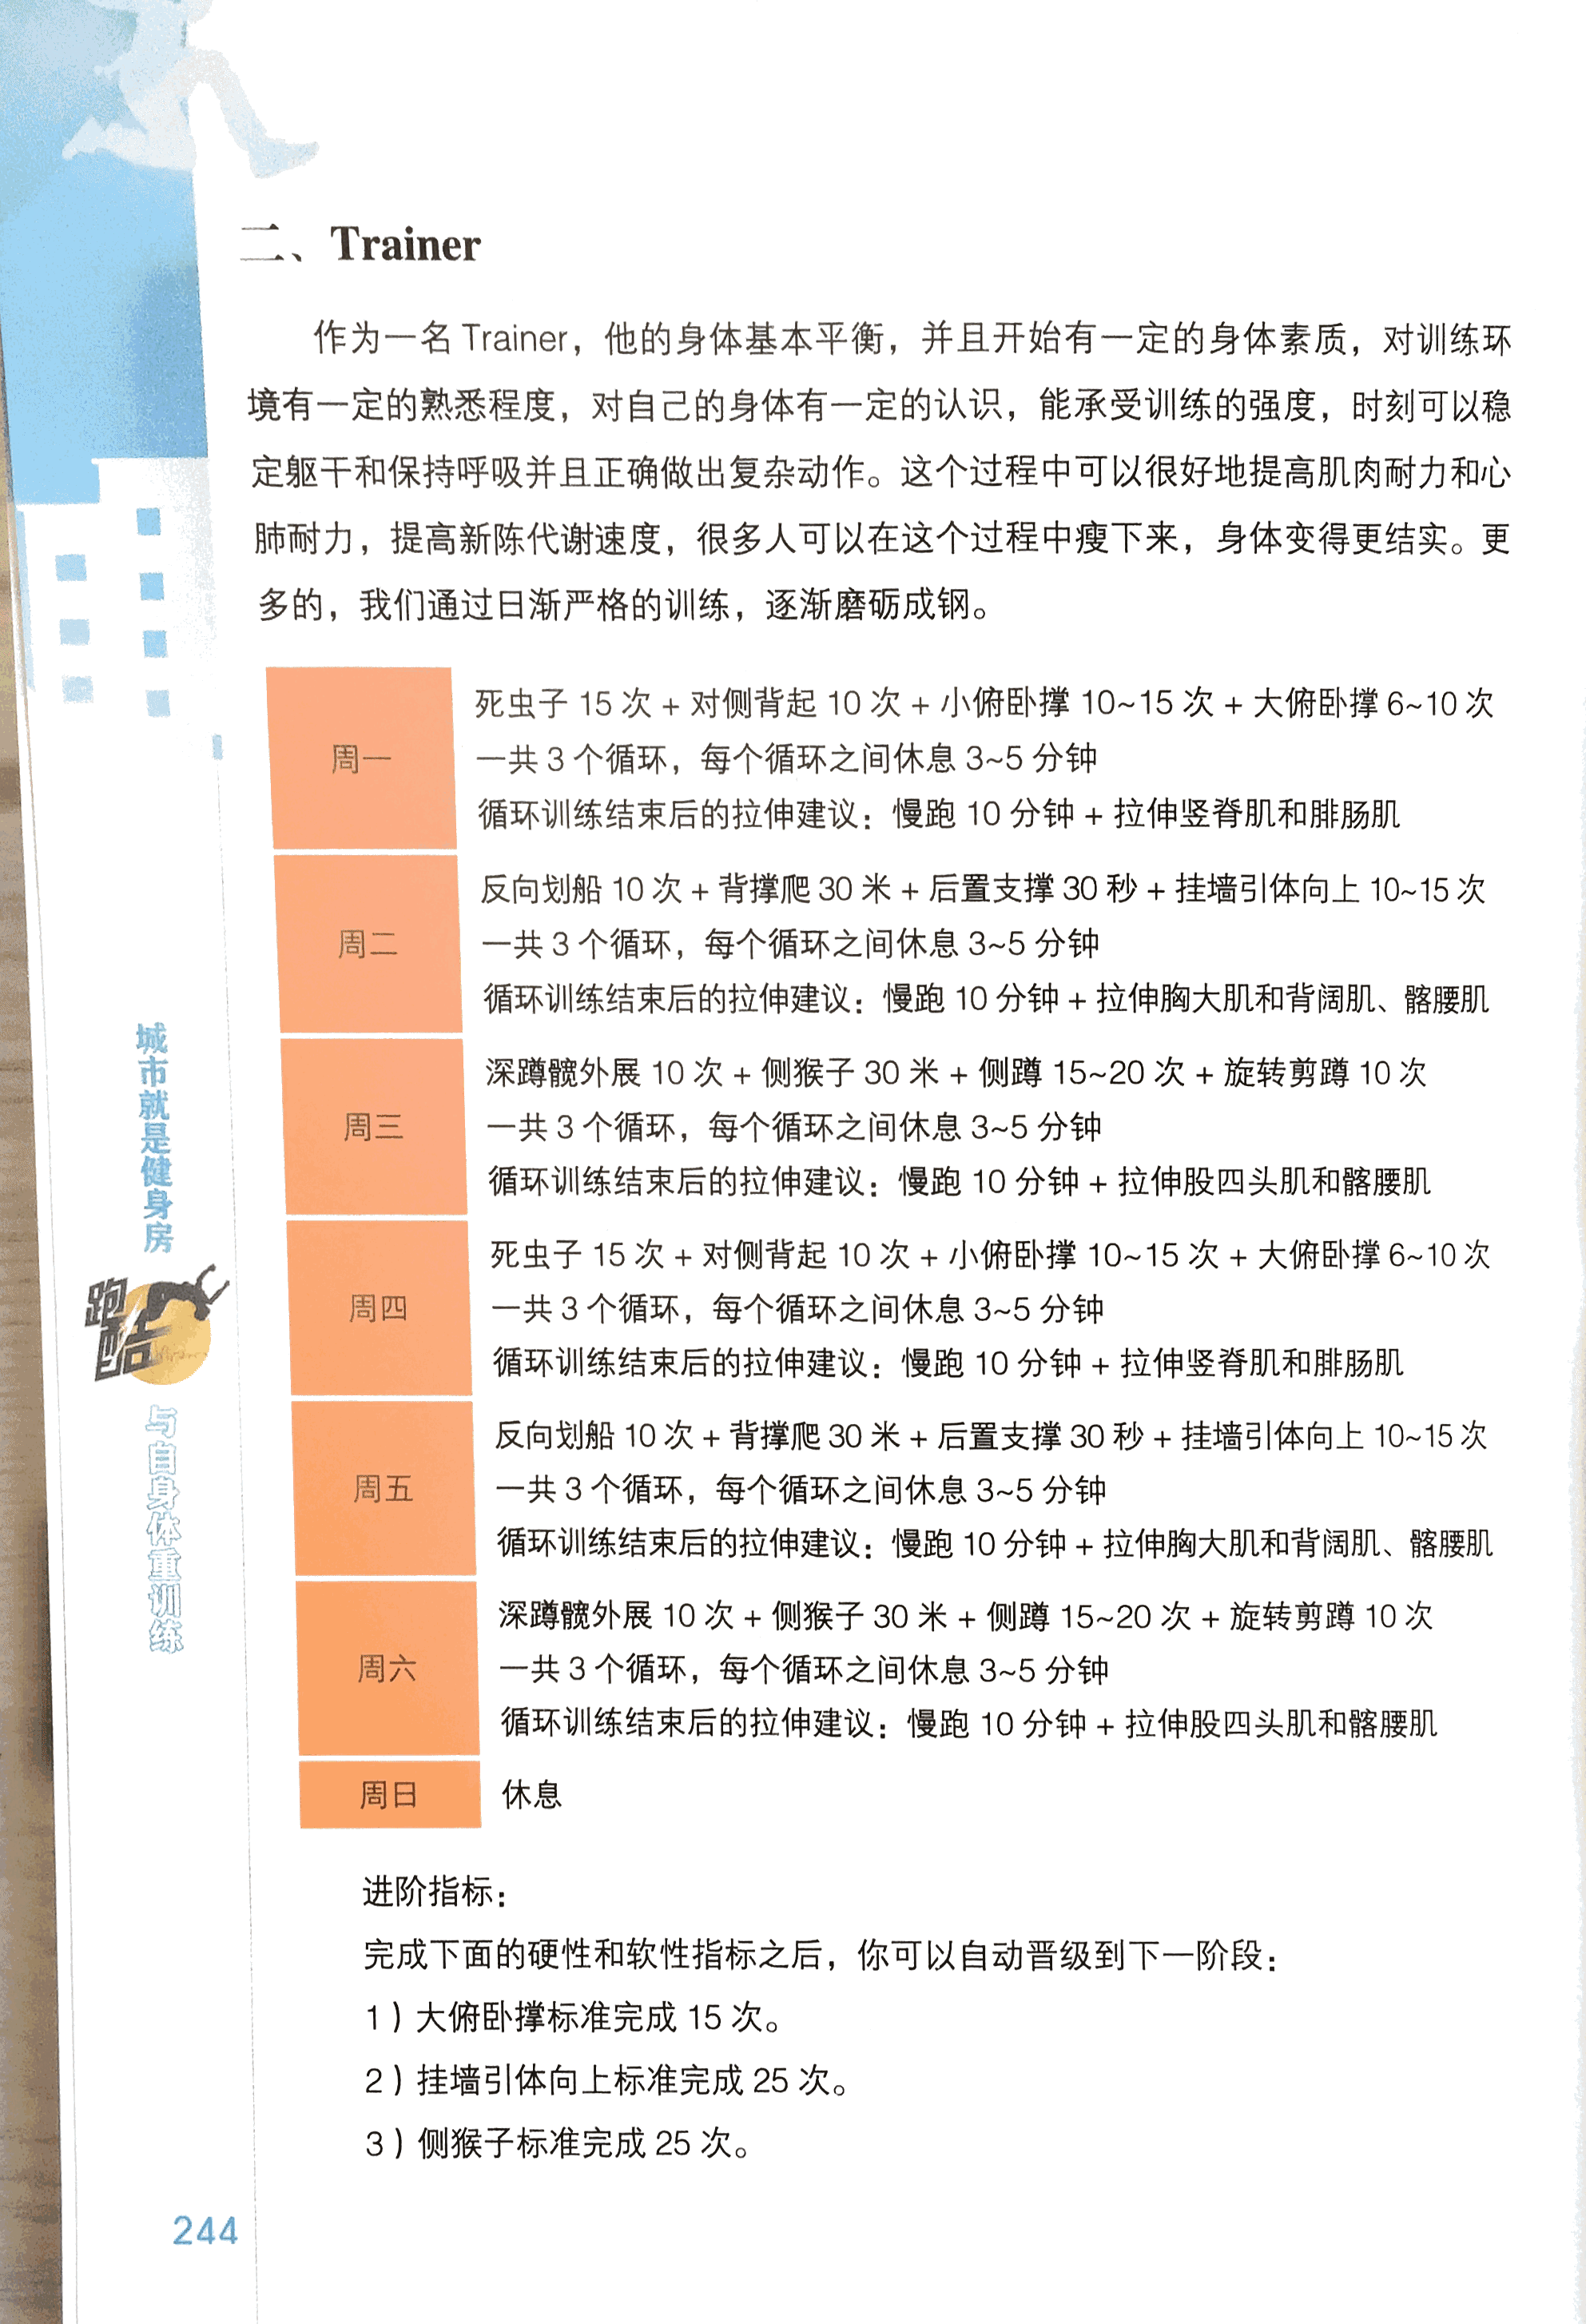 二、Trainer
作为一名 Trainer，他的身体基本平衡，并且开始有一定的身体素质，对训练环
境有一定的熟悉程度，对自己的身体有一定的认识，能承受训练的强度，时刻可以稳
定躯干和保持呼吸并且正确做出复杂动作。这个过程中可以很好地提高肌肉耐力和心
肺耐力，提高新陈代谢速度，很多人可以在这个过程中瘦下来，身体变得更结实。更
多的，我们通过日渐严格的训练，逐渐磨砺成钢。
周一
死虫子 15 次 + 对侧背起 10 次 + 小俯卧撑 10~15 次 + 大俯卧撑 6~10 次
一共 3 个循环，每个循环之间休息 3~5 分钟
循环训练结束后的拉伸建议：慢跑 10 分钟 + 拉伸竖脊肌和腓肠肌
周二
反向划船 10 次 + 背撑爬 30 米 + 后置支撑 30 秒 + 挂墙引体向上 10~15 次
一共 3 个循环，每个循环之间休息 3~5 分钟
循环训练结束后的拉伸建议：慢跑 10 分钟 + 拉伸胸大肌和背阔肌、髂腰肌
周三
深蹲髋外展 10 次 + 侧猴子 30 米 + 侧蹲 15~20 次 + 旋转剪蹲 10 次
一共 3 个循环，每个循环之间休息 3~5 分钟
循环训练结束后的拉伸建议：慢跑 10 分钟 + 拉伸股四头肌和髂腰肌
周四
死虫子 15 次 + 对侧背起 10 次 + 小俯卧撑 10~15 次 + 大俯卧撑 6~10 次
一共 3 个循环，每个循环之间休息 3~5 分钟
循环训练结束后的拉伸建议：慢跑 10 分钟 + 拉伸竖脊肌和腓肠肌
周五
反向划船 10 次 + 背撑爬 30 米 + 后置支撑 30 秒 + 挂墙引体向上 10~15 次
一共 3 个循环，每个循环之间休息 3~5 分钟
循环训练结束后的拉伸建议：慢跑 10 分钟 + 拉伸胸大肌和背阔肌、髂腰肌
周六
深蹲髋外展 10 次 + 侧猴子 30 米 + 侧蹲 15~20 次 + 旋转剪蹲 10 次
一共 3 个循环，每个循环之间休息 3~5 分钟
循环训练结束后的拉伸建议：慢跑 10 分钟 + 拉伸股四头肌和髂腰肌
周日
休息
进阶指标：
完成下面的硬性和软性指标之后，你可以自动晋级到下一阶段：
1）大俯卧撑标准完成 15 次。
2）挂墙引体向上标准完成 25 次。
3）侧猴子标准完成 25 次。
城市就是健身房
跑酷
与自身体重训练
244